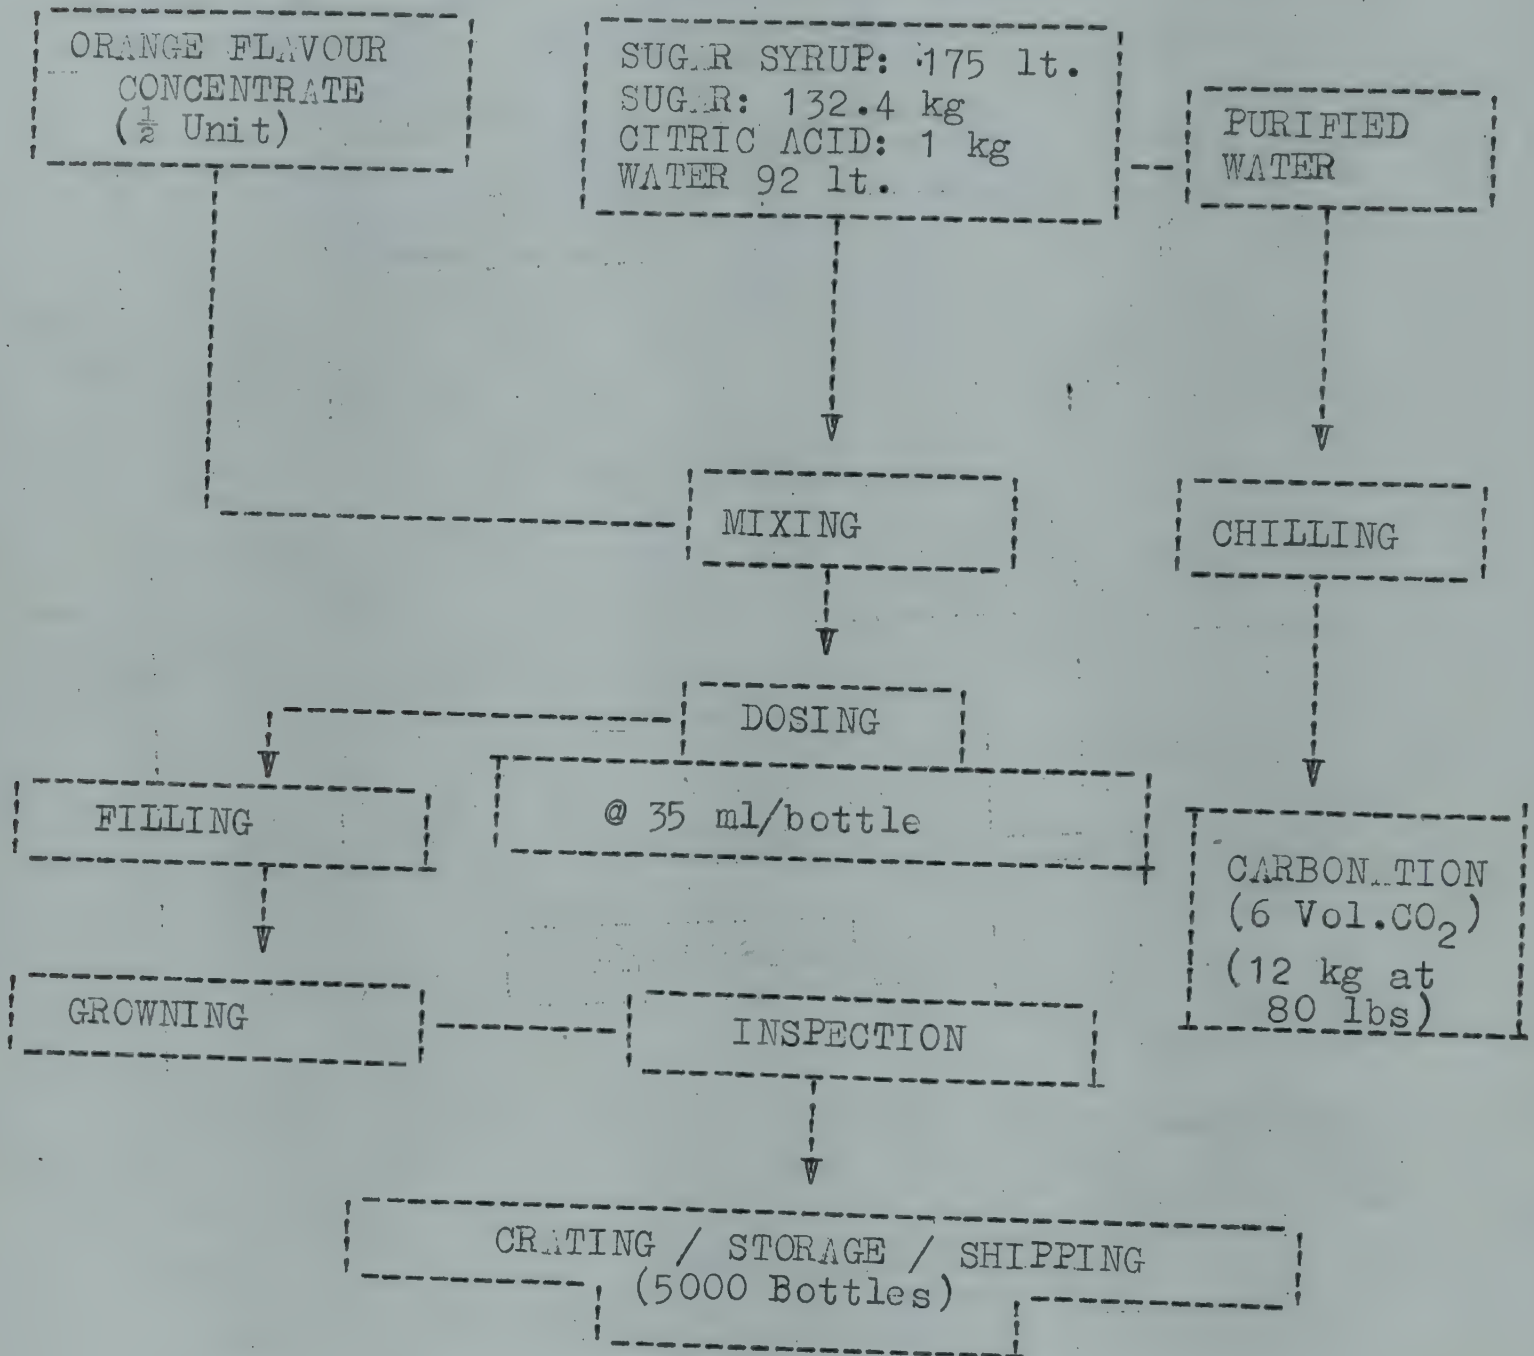 ORANGE FLAVOUR
CONCENTRATE
(½ Unit)
SUGAR SYRUP: 175 lt.
SUGAR: 132.4 kg
CITRIC ACID: 1 kg
WATER 92 lt.
PURIFIED
WATER
MIXING
CHILLING
DOSING
@ 35 ml/bottle
FILLING
CARBONATION
(6 Vol.CO₂)
(12 kg at
80 lbs)
GROWNING
INSPECTION
CRATING / STORAGE / SHIPPING
(5000 Bottles)